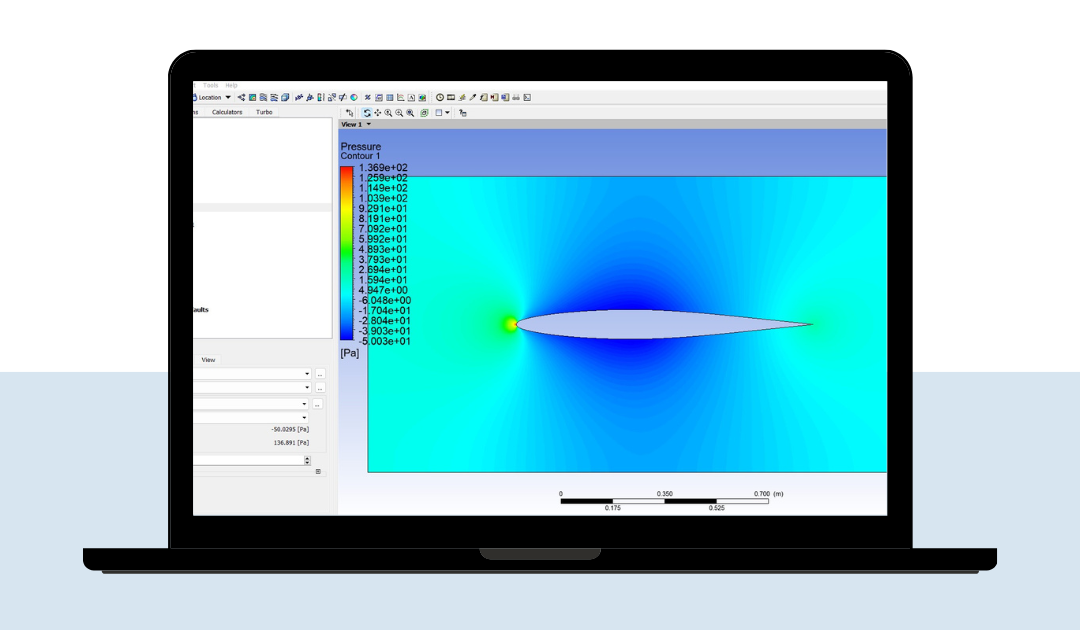 Tools Help
Location
Calculators Turbo
View 1
Pressure
Contour 1
1.369e+02
1.259e+02
1.149e+02
1.039e+02
9.291e+01
8.191e+01
7.092e+01
5.992e+01
4.893e+01
3.793e+01
2.694e+01
1.594e+01
4.947e+00
-6.048e+00
-1.704e+01
-2.804e+01
-3.903e+01
-5.003e+01
[Pa]
aults
View
...
...
...
-50.0295 [Pa]
136.891 [Pa]
0 0.350 0.700 (m)
0.175 0.525